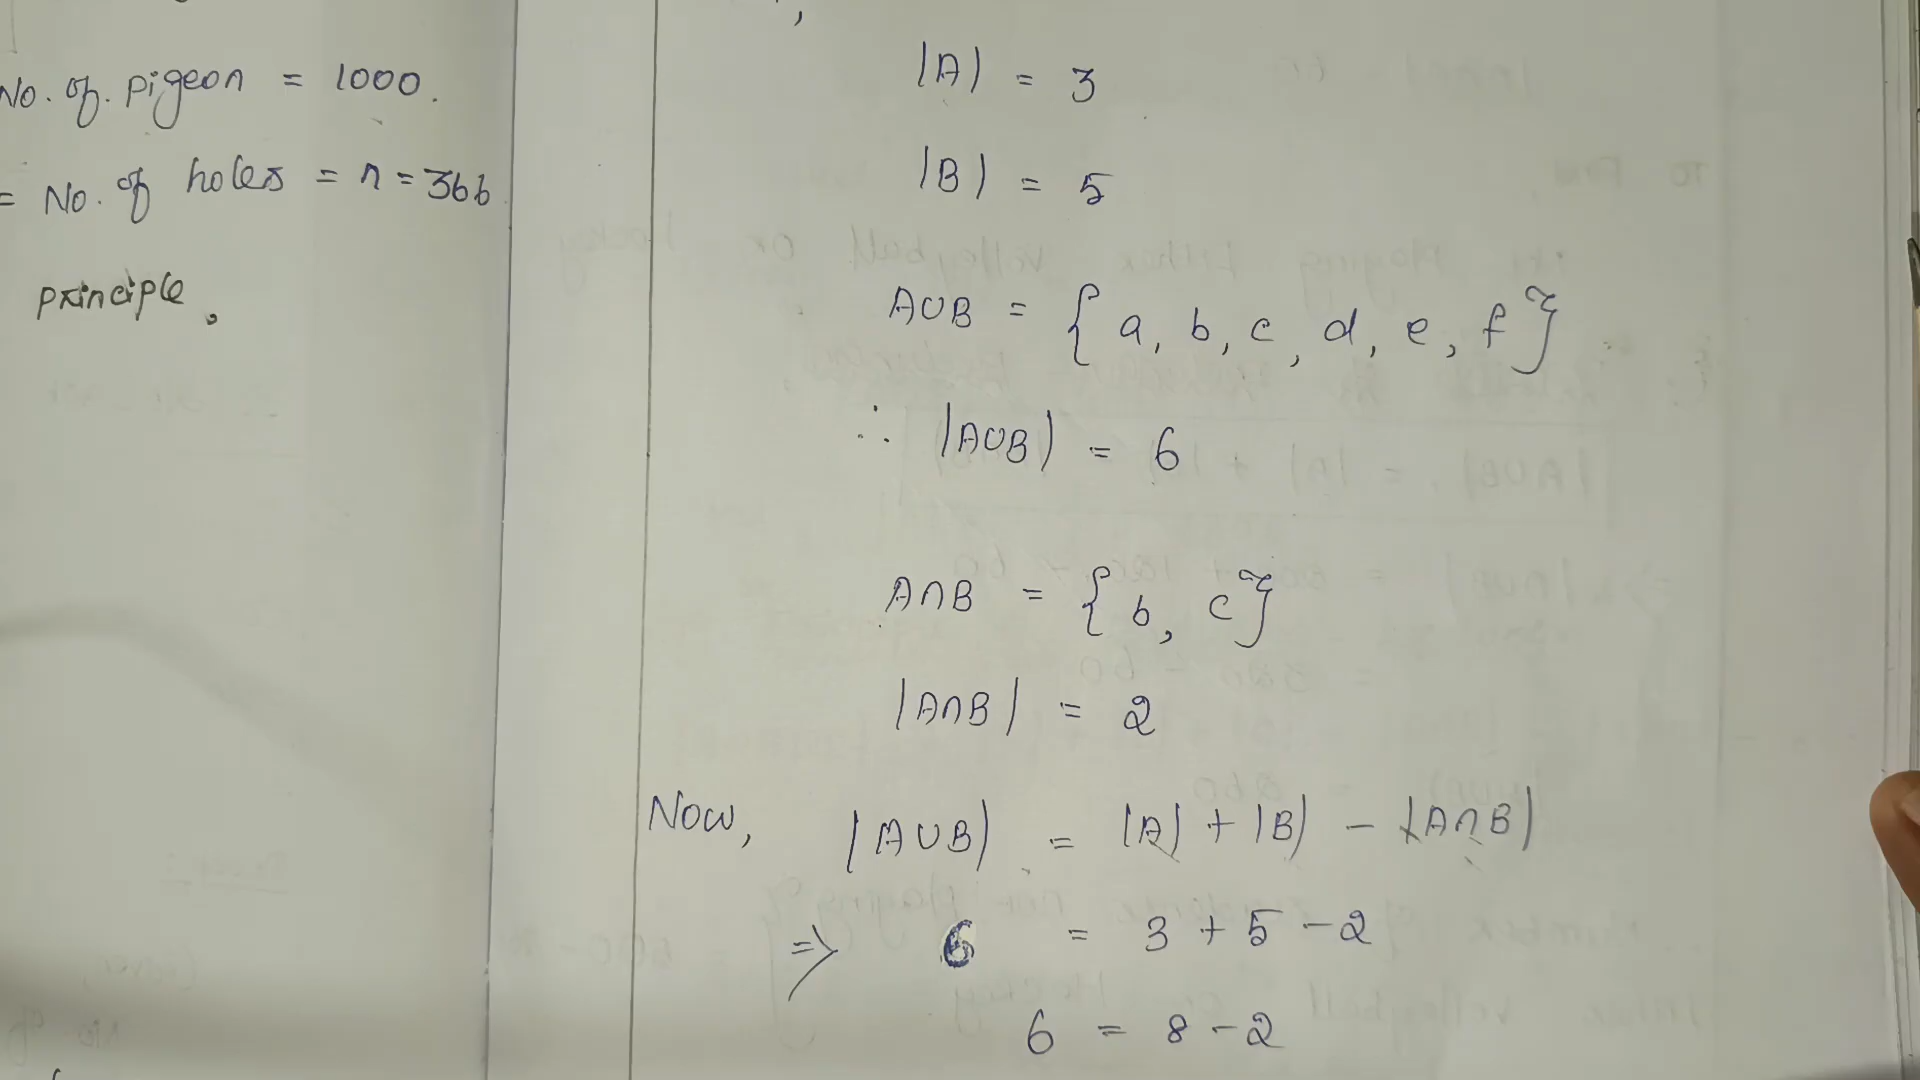 No. of. pigeon = 1000.
= No. of holes = n = 366
principle.
|A| = 3
|B| = 5
A∪B = { a, b, c, d, e, f }
∴ |A∪B| = 6
A∩B = { b, c }
|A∩B| = 2
Now, |A∪B| = |A| + |B| - |A∩B|
⇒ 6 = 3 + 5 - 2
6 = 8 - 2